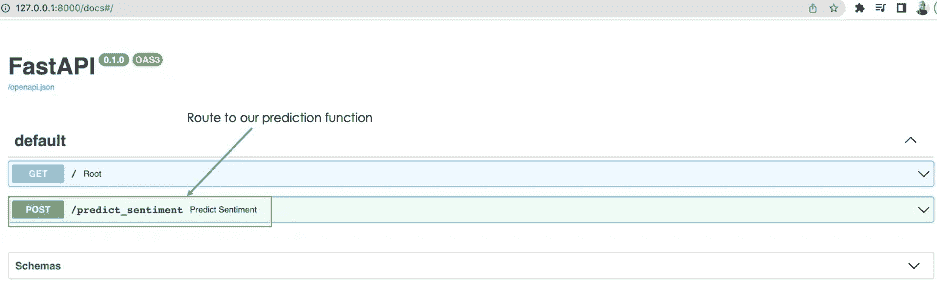 127.0.0.1:8000/docs#/
FastAPI 0.1.0 OAS3
/openapi.json
Route to our prediction function
default
GET / Root
POST /predict_sentiment Predict Sentiment
Schemas